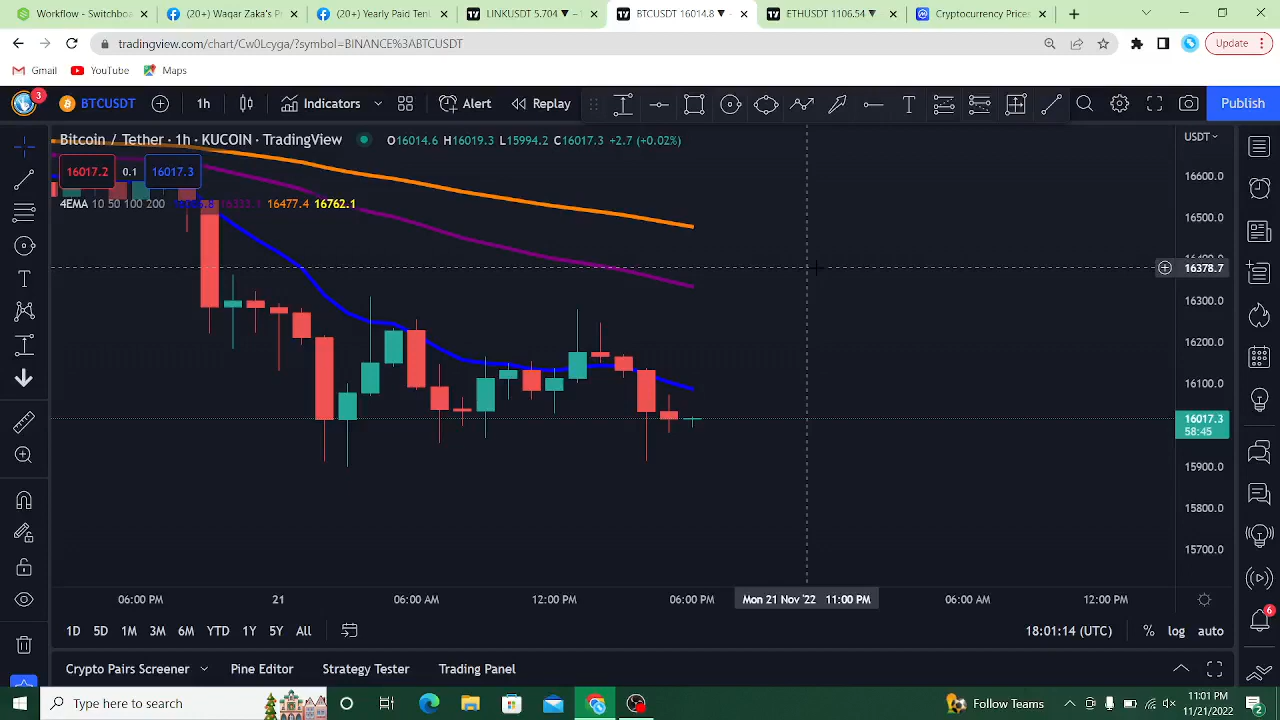 Workflow - Samsu
(29+) Waqar Zaka's P
(20+) Yearly Paid Ten
LINKUSDT 5.704 ▼ -
BTCUSDT 16014.8 ▼ -
ETHUSDT 1106.54 ▼
Cryptocurrency Prices
tradingview.com/chart/Cw0Lcyga/?symbol=BINANCE%3ABTCUSDT
Update
Gmail
YouTube
Maps
3
BTCUSDT
1h
Indicators
Alert
Replay
Publish
Bitcoin / Tether · 1h · KUCOIN · TradingView
O16014.6 H16019.3 L15994.2 C16017.3 +2.7 (+0.02%)
USDT
16017.2
0.1
16017.3
4EMA 10 50 100 200
16477.4 16762.1
16600.0
16500.0
16378.7
16300.0
16200.0
16100.0
16017.3
58:45
15900.0
15800.0
15700.0
06:00 PM
21
06:00 AM
12:00 PM
06:00 PM
Mon 21 Nov '22 11:00 PM
06:00 AM
12:00 PM
1D 5D 1M 3M 6M YTD 1Y 5Y All
18:01:14 (UTC)
% log auto
6
Crypto Pairs Screener
Pine Editor
Strategy Tester
Trading Panel
Type here to search
Follow Teams
11:01 PM
11/21/2022
2